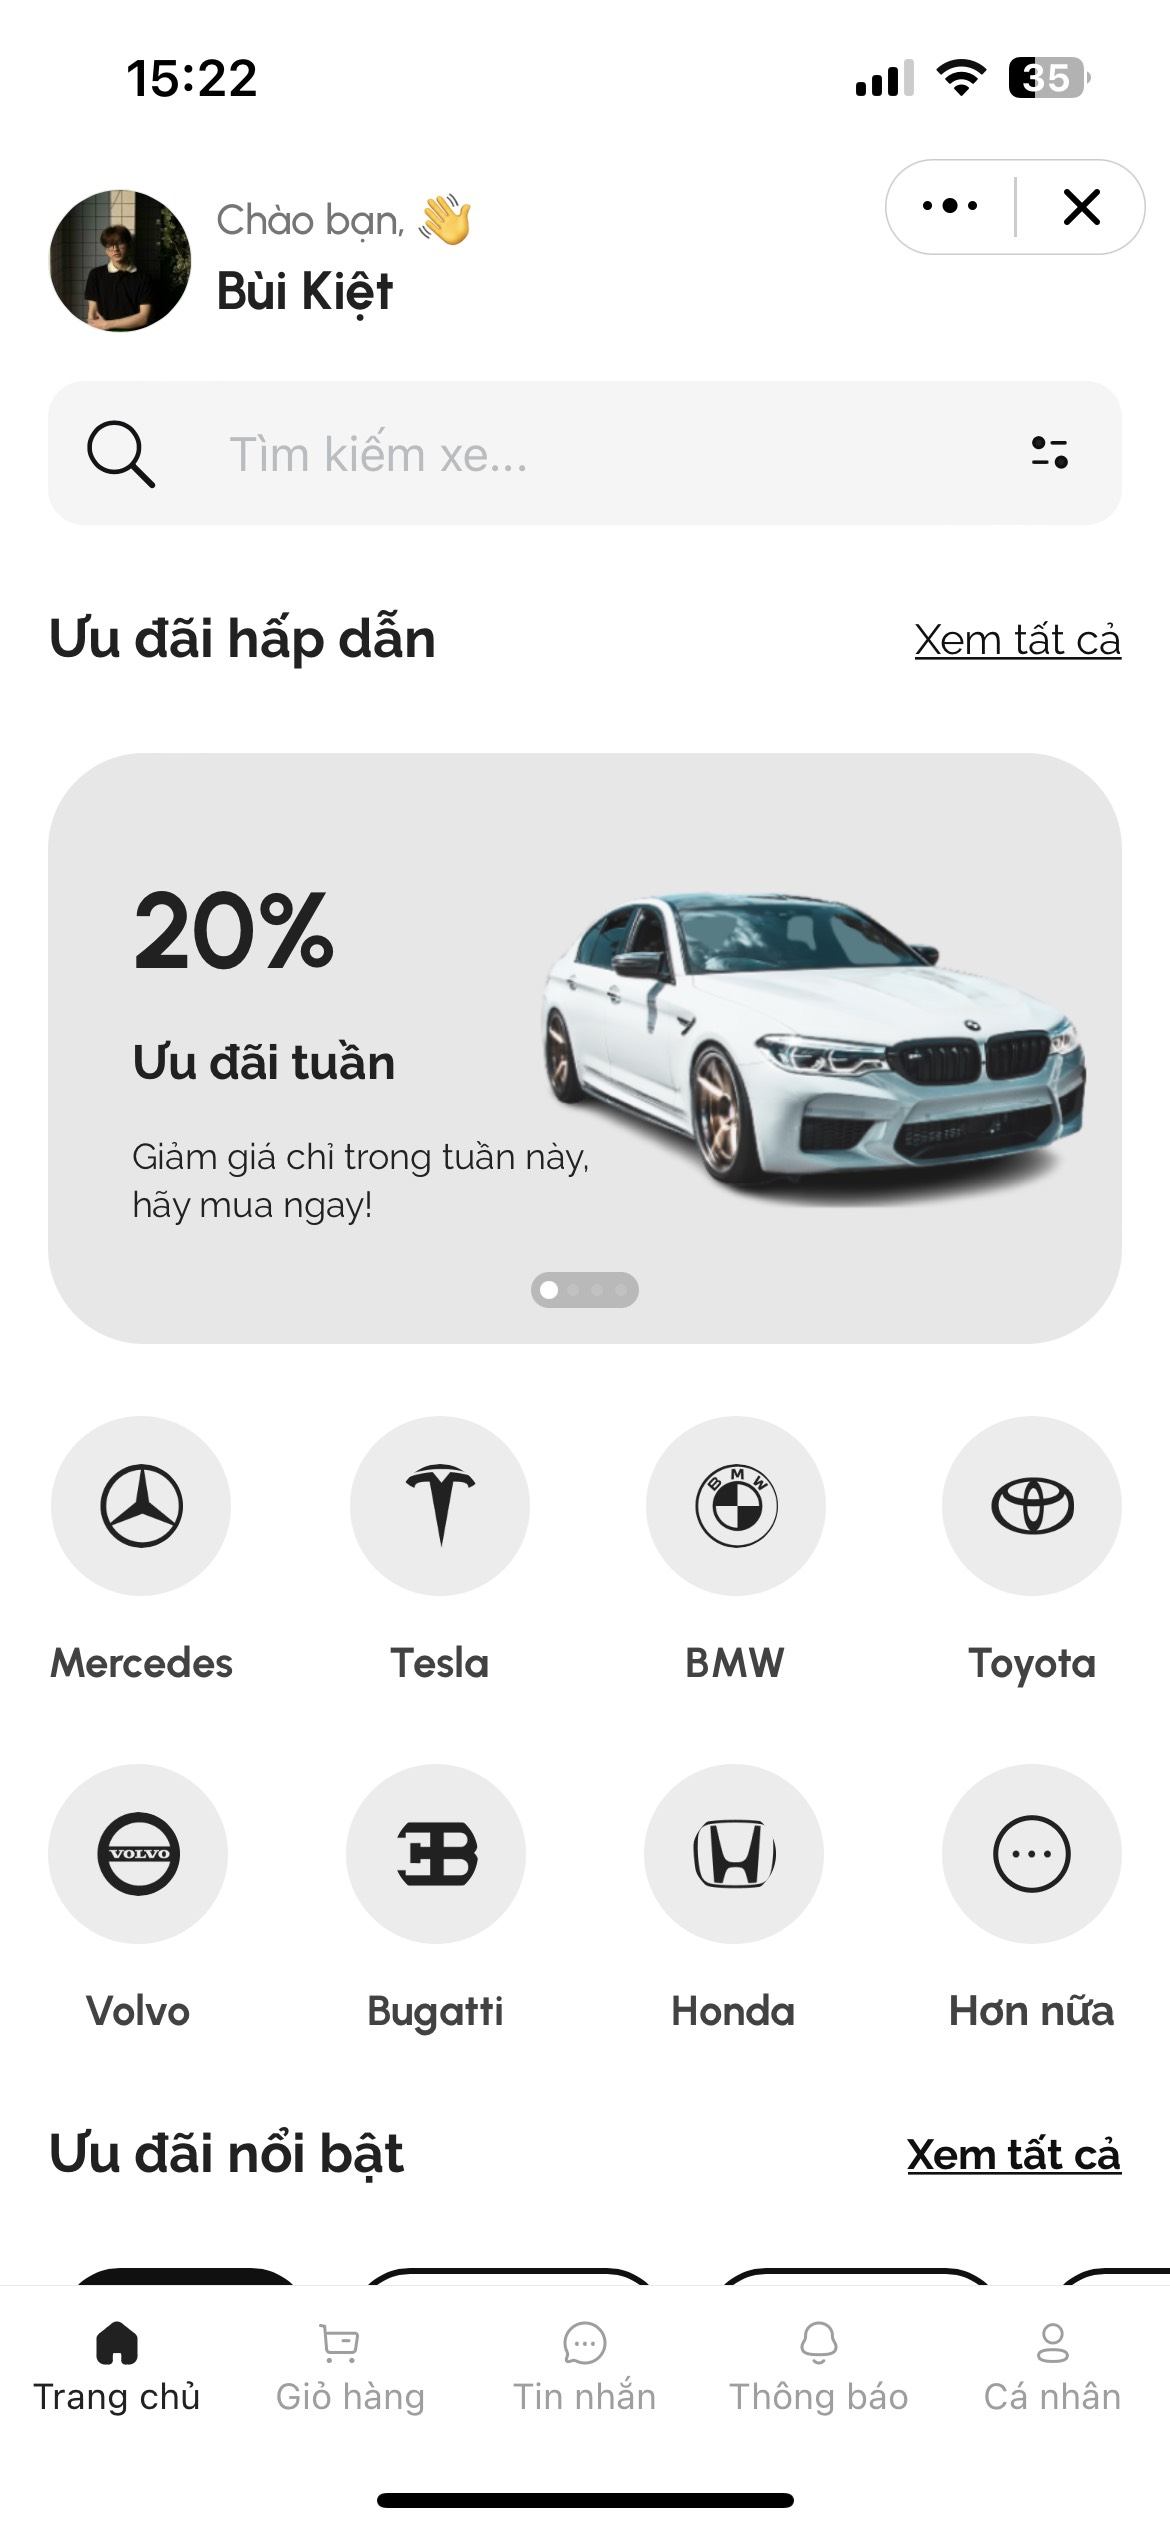 15:22
35
Chào bạn, 👋
Bùi Kiệt
Tìm kiếm xe...
Ưu đãi hấp dẫn
Xem tất cả
20%
Ưu đãi tuần
Giảm giá chỉ trong tuần này,
hãy mua ngay!
BMW
Mercedes
Tesla
BMW
Toyota
VOLVO
Volvo
Bugatti
Honda
Hơn nữa
Ưu đãi nổi bật
Xem tất cả
Trang chủ
Giỏ hàng
Tin nhắn
Thông báo
Cá nhân